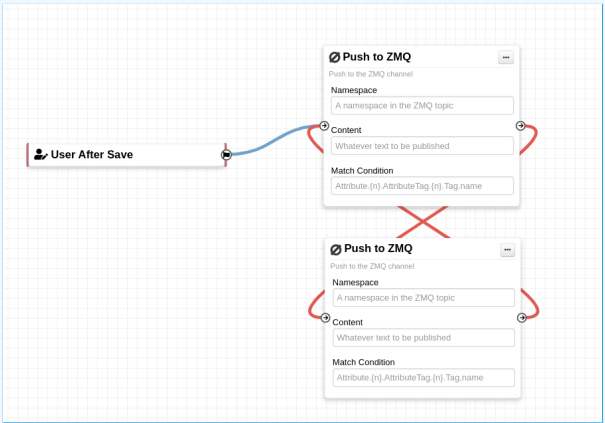 Push to ZMQ
Push to the ZMQ channel
Namespace
A namespace in the ZMQ topic
Content
Whatever text to be published
Match Condition
Attribute.{n}.AttributeTag.{n}.Tag.name
User After Save
Push to ZMQ
Push to the ZMQ channel
Namespace
A namespace in the ZMQ topic
Content
Whatever text to be published
Match Condition
Attribute.{n}.AttributeTag.{n}.Tag.name